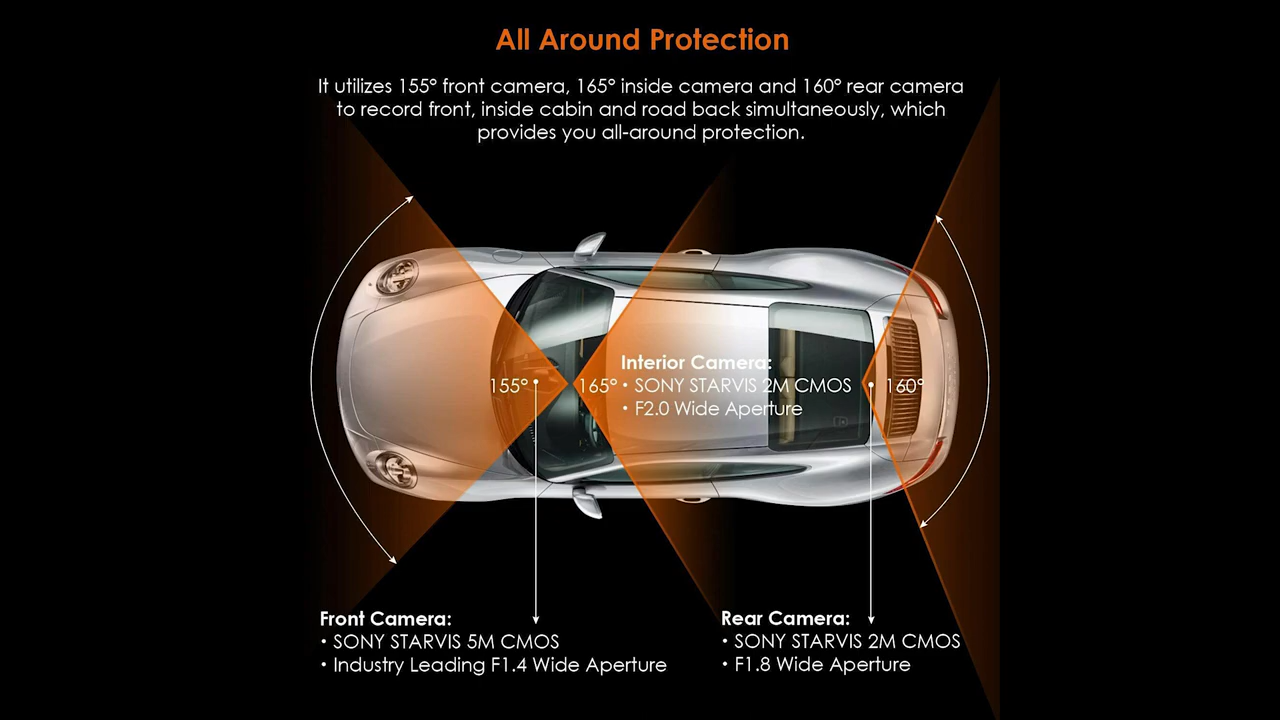 All Around Protection
It utilizes 155° front camera, 165° inside camera and 160° rear camera
to record front, inside cabin and road back simultaneously, which
provides you all-around protection.
Interior Camera:
155° 165° • SONY STARVIS 2M CMOS 160°
• F2.0 Wide Aperture
Front Camera:
• SONY STARVIS 5M CMOS
• Industry Leading F1.4 Wide Aperture
Rear Camera:
• SONY STARVIS 2M CMOS
• F1.8 Wide Aperture